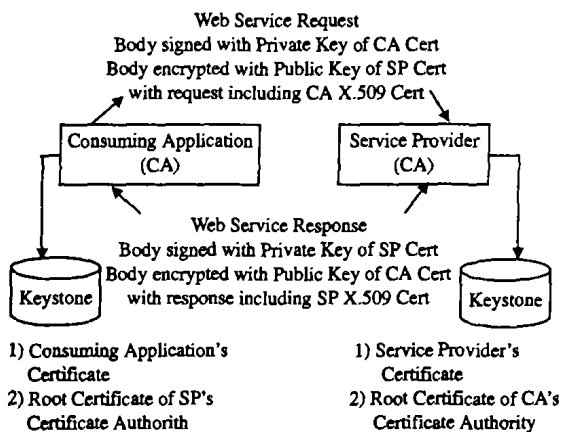 Web Service Request
Body signed with Private Key of CA Cert
Body encrypted with Public Key of SP Cert
with request including CA X.509 Cert
Consuming Application
(CA)
Service Provider
(CA)
Web Service Response
Body signed with Private Key of SP Cert
Body encrypted with Public Key of CA Cert
with response including SP X.509 Cert
Keystone
Keystone
1) Consuming Application's
Certificate
2) Root Certificate of SP's
Certificate Authorith
1) Service Provider's
Certificate
2) Root Certificate of CA's
Certificate Authority